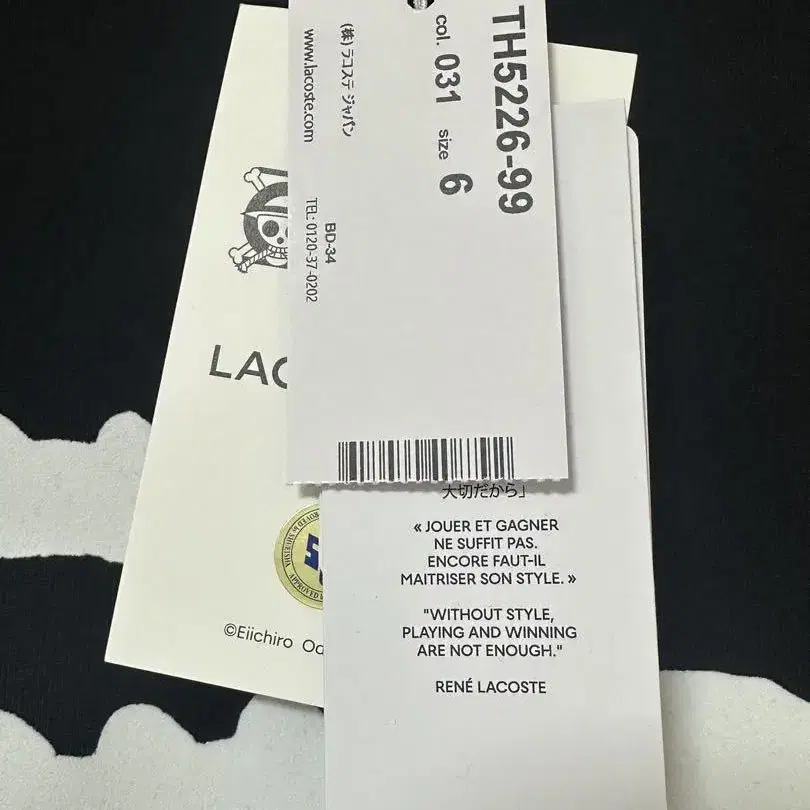 TH5226-99
col. 031 size 6
(株) ラコステ ジャパン
www.lacoste.com
BD-34
TEL: 0120-37-0202
大切だから」
« JOUER ET GAGNER
NE SUFFIT PAS.
ENCORE FAUT-IL
MAITRISER SON STYLE. »
"WITHOUT STYLE,
PLAYING AND WINNING
ARE NOT ENOUGH."
RENÉ LACOSTE
LAC
APPROVED
©Eiichiro Od